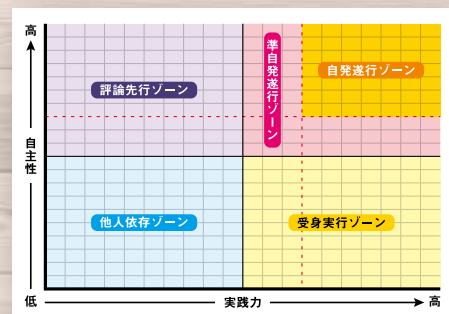 高
準自発遂行ゾーン
自発遂行ゾーン
評論先行ゾーン
自主性
他人依存ゾーン
受身実行ゾーン
低
実践力
高